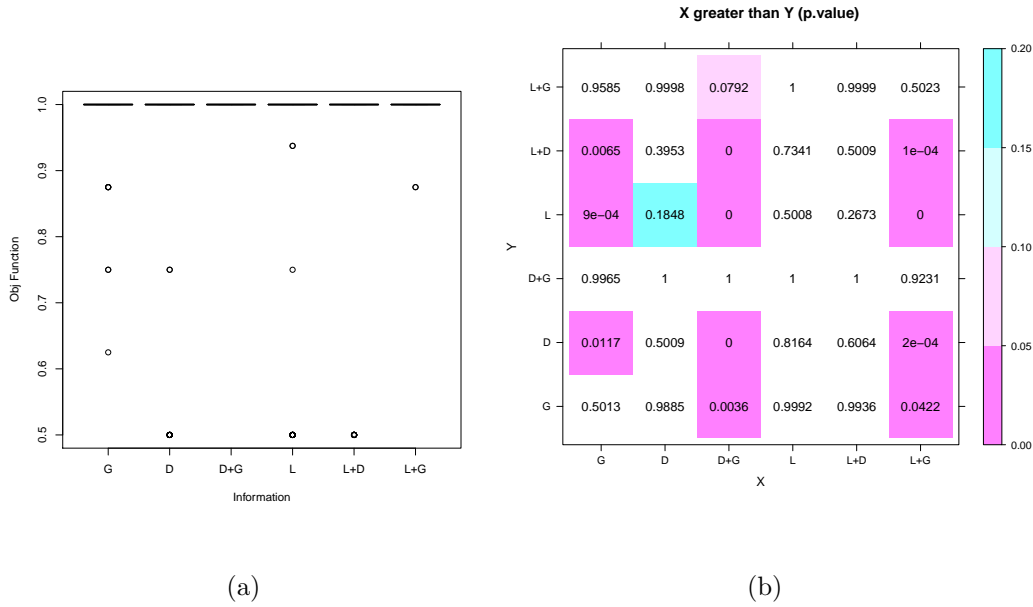 X greater than Y (p.value)
Obj Function
1.0
0.9
0.8
0.7
0.6
0.5
G D D+G L L+D L+G
Information
Y
L+G 0.9585 0.9998 0.0792 1 0.9999 0.5023
L+D 0.0065 0.3953 0 0.7341 0.5009 1e−04
L 9e−04 0.1848 0 0.5008 0.2673 0
D+G 0.9965 1 1 1 1 0.9231
D 0.0117 0.5009 0 0.8164 0.6064 2e−04
G 0.5013 0.9885 0.0036 0.9992 0.9936 0.0422
G D D+G L L+D L+G
X
0.20
0.15
0.10
0.05
0.00
(a) (b)